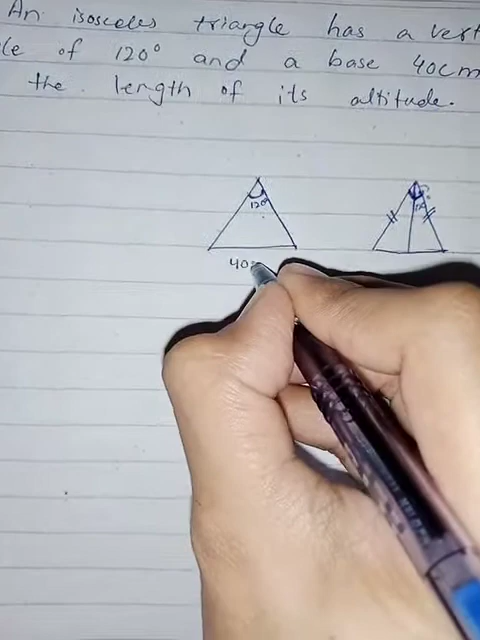 An isosceles triangle has a vert
le of 120° and a base 40cm
the length of its altitude.
120°
40